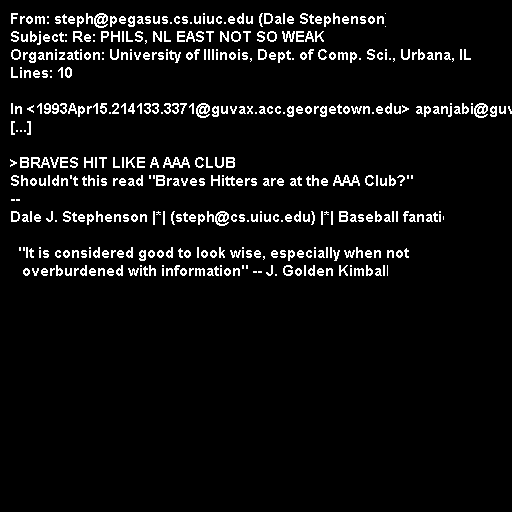 From: steph@pegasus.cs.uiuc.edu (Dale Stephenson)
Subject: Re: PHILS, NL EAST NOT SO WEAK
Organization: University of Illinois, Dept. of Comp. Sci., Urbana, IL
Lines: 10

In <1993Apr15.214133.3371@guvax.acc.georgetown.edu> apanjabi@guv
[...]

>BRAVES HIT LIKE A AAA CLUB
Shouldn't this read "Braves Hitters are at the AAA Club?"
--
Dale J. Stephenson |*| (steph@cs.uiuc.edu) |*| Baseball fanati

"It is considered good to look wise, especially when not
overburdened with information" -- J. Golden Kimball